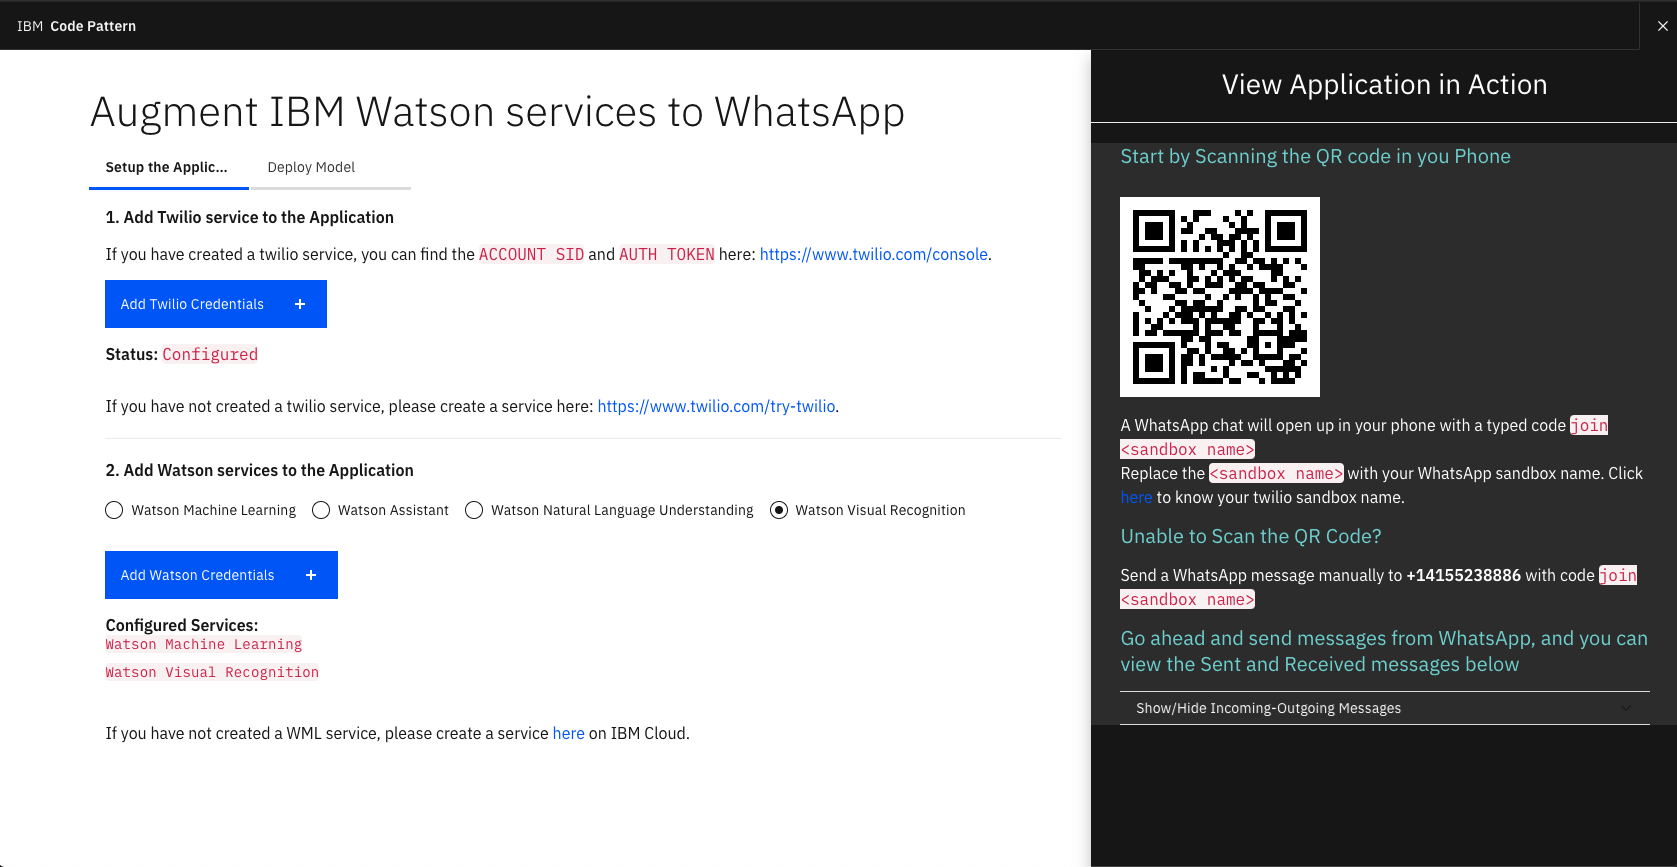 IBM Code Pattern
Augment IBM Watson services to WhatsApp
Setup the Applic...
Deploy Model
1. Add Twilio service to the Application
If you have created a twilio service, you can find the ACCOUNT SID and AUTH TOKEN here: https://www.twilio.com/console.
Add Twilio Credentials +
Status: Configured
If you have not created a twilio service, please create a service here: https://www.twilio.com/try-twilio.
2. Add Watson services to the Application
Watson Machine Learning
Watson Assistant
Watson Natural Language Understanding
Watson Visual Recognition
Add Watson Credentials +
Configured Services:
Watson Machine Learning
Watson Visual Recognition
If you have not created a WML service, please create a service here on IBM Cloud.
View Application in Action
Start by Scanning the QR code in you Phone
A WhatsApp chat will open up in your phone with a typed code join
<sandbox name>
Replace the <sandbox name> with your WhatsApp sandbox name. Click
here to know your twilio sandbox name.
Unable to Scan the QR Code?
Send a WhatsApp message manually to +14155238886 with code join
<sandbox name>
Go ahead and send messages from WhatsApp, and you can
view the Sent and Received messages below
Show/Hide Incoming-Outgoing Messages